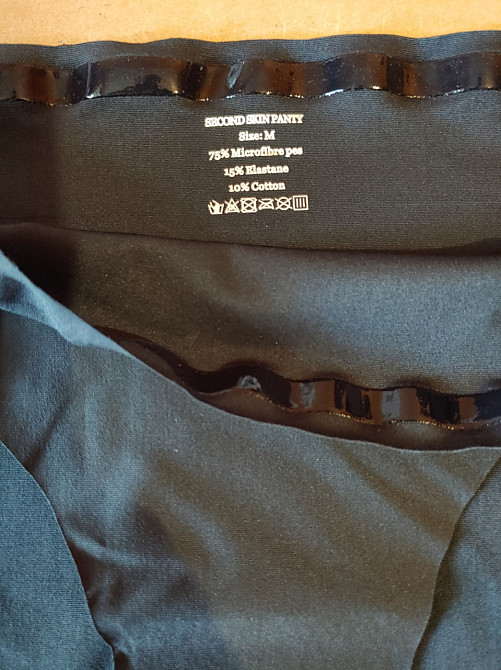 SECOND SKIN PANTY
Size: M
75% Microfibre pes
15% Elastane
10% Cotton